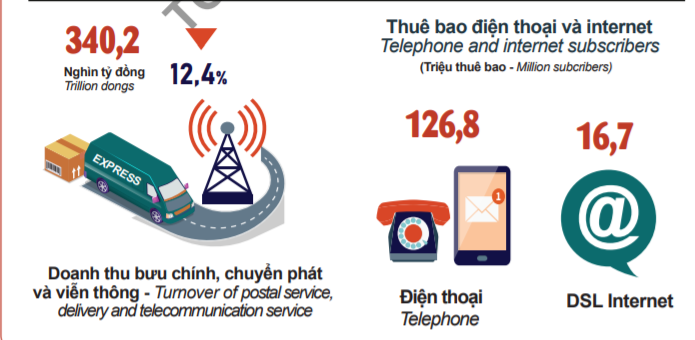 340,2
Nghìn tỷ đồng
Trillion dongs
12,4%
EXPRESS
Doanh thu bưu chính, chuyển phát
và viễn thông - Turnover of postal service,
delivery and telecommunication service
Thuê bao điện thoại và internet
Telephone and internet subscribers
(Triệu thuê bao - Million subcribers)
126,8
1
Điện thoại
Telephone
16,7
@
DSL Internet